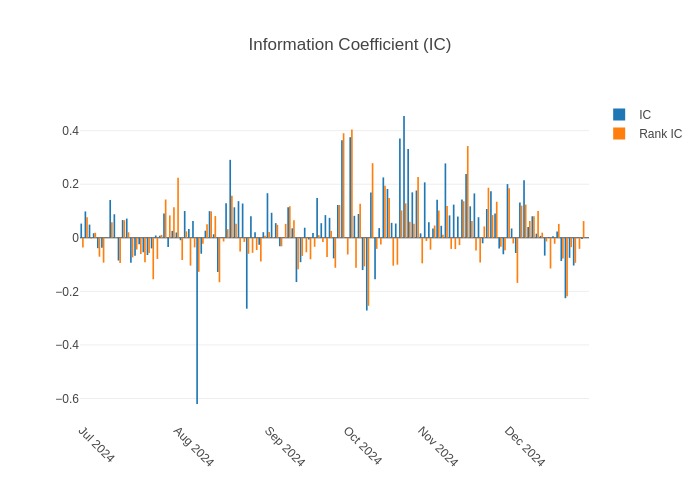 Information Coefficient (IC)
IC
Rank IC
0.4
0.2
0
−0.2
−0.4
−0.6
Jul 2024
Aug 2024
Sep 2024
Oct 2024
Nov 2024
Dec 2024